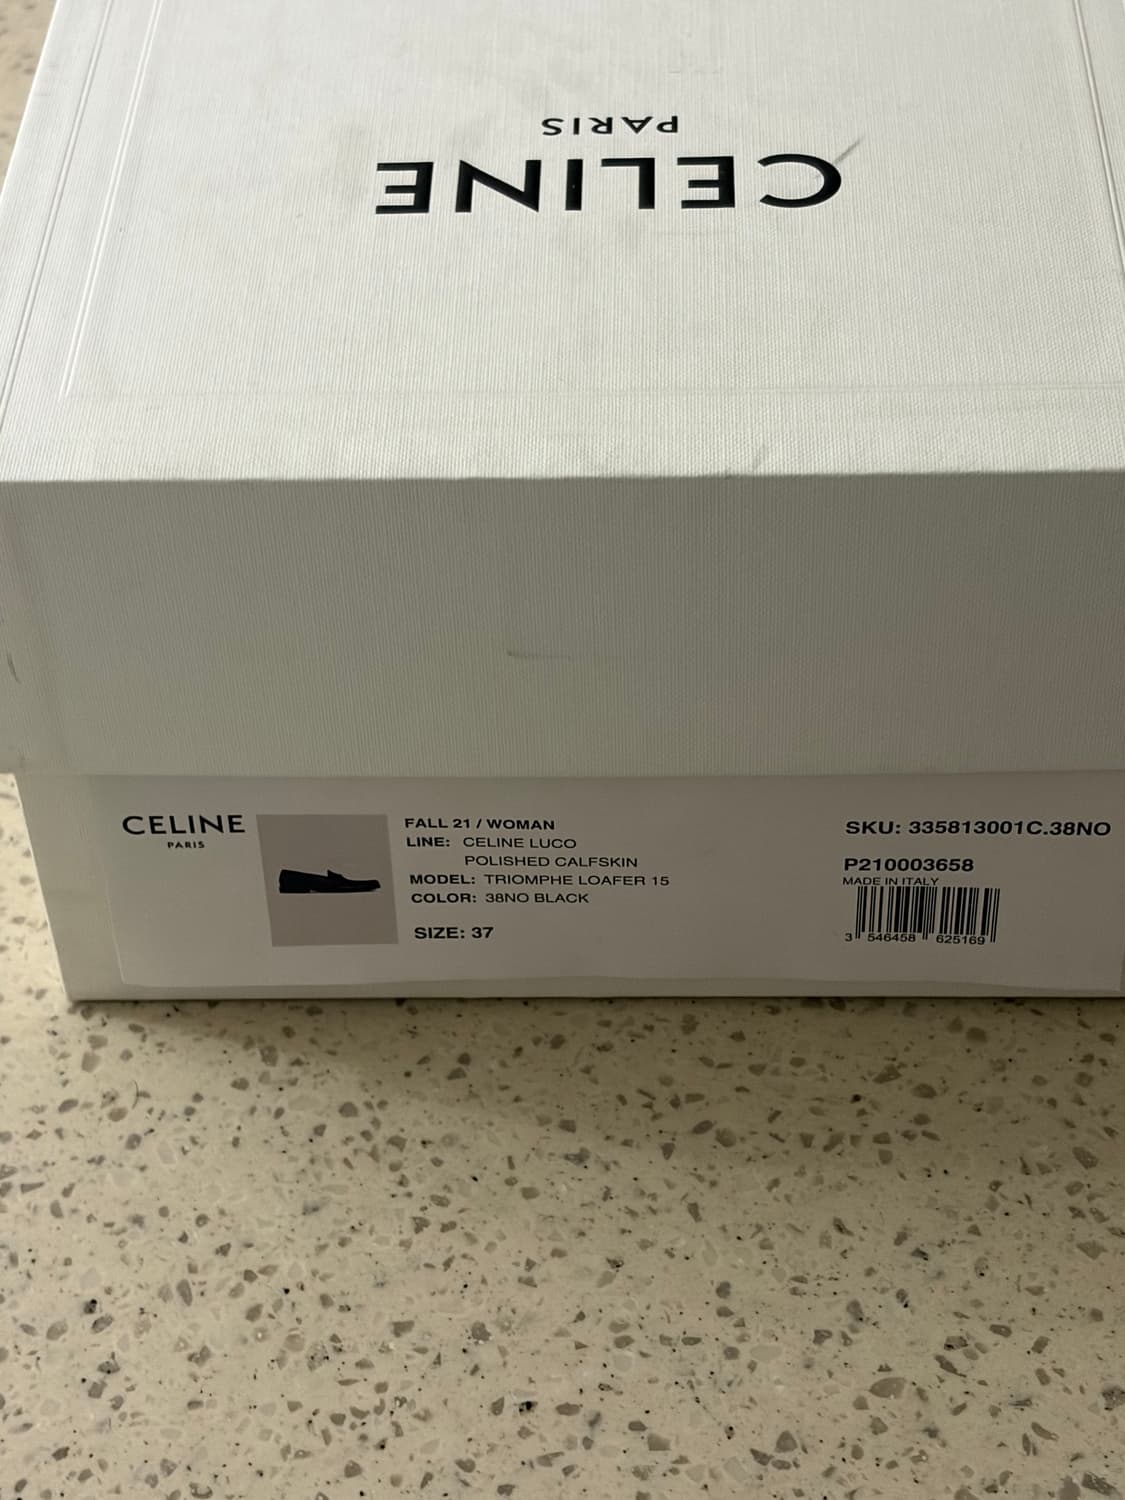 CELINE
PARIS
CELINE
PARIS
FALL 21 / WOMAN
LINE: CELINE LUCO
POLISHED CALFSKIN
MODEL: TRIOMPHE LOAFER 15
COLOR: 38NO BLACK
SIZE: 37
SKU: 335813001C.38NO
P210003658
MADE IN ITALY
3 546458 625169